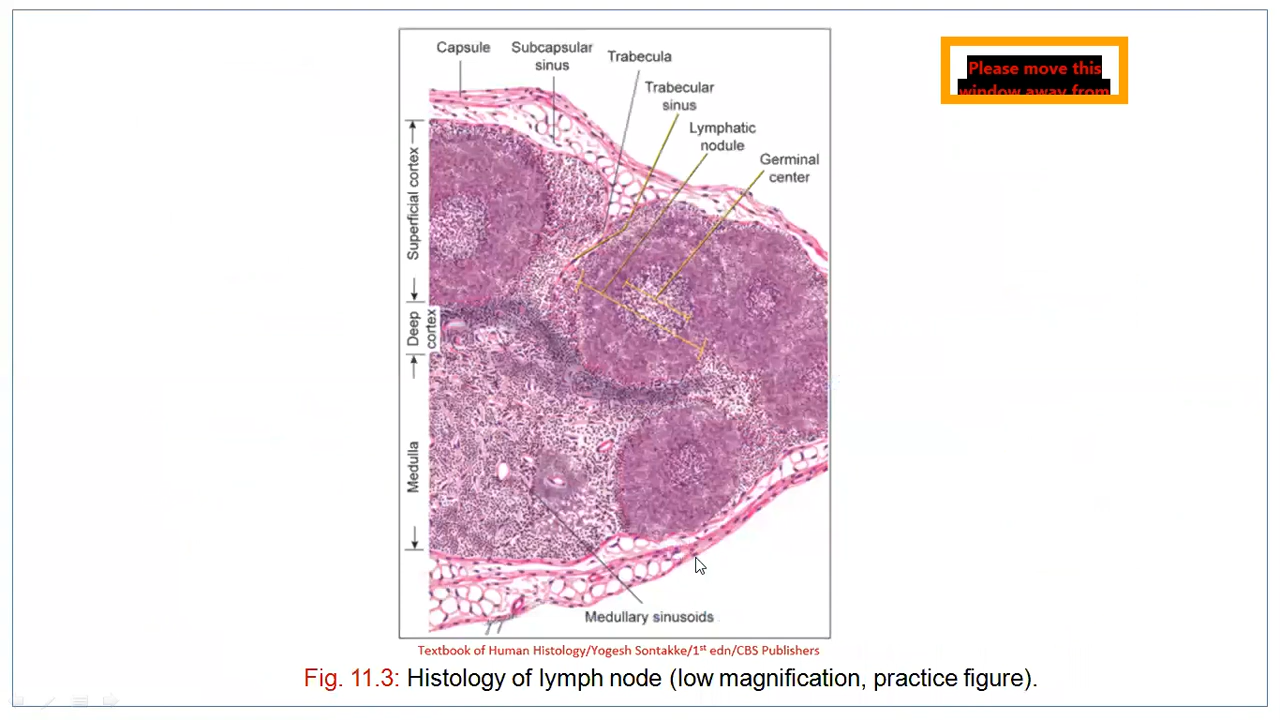 Please move this
window away from
Capsule
Subcapsular
sinus
Trabecula
Trabecular
sinus
Lymphatic
nodule
Germinal
center
Superficial cortex
Deep
cortex
Medulla
Medullary sinusoids
Textbook of Human Histology/Yogesh Sontakke/1st edn/CBS Publishers
Fig. 11.3: Histology of lymph node (low magnification, practice figure).